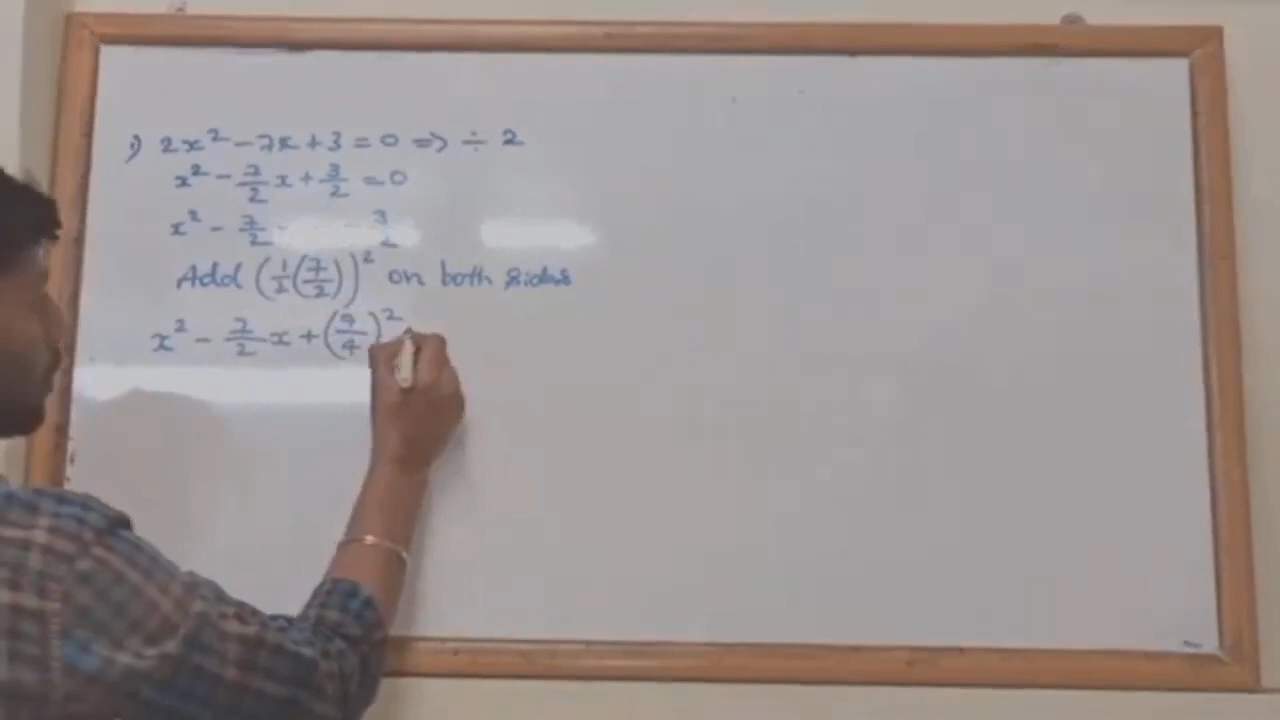 1) 2x² - 7x + 3 = 0 ⇒ ÷ 2
x² - 7/2 x + 3/2 = 0
x² - 7/2
Add (1/2(7/2))² on both sides
x² - 7/2 x + (9/4)²